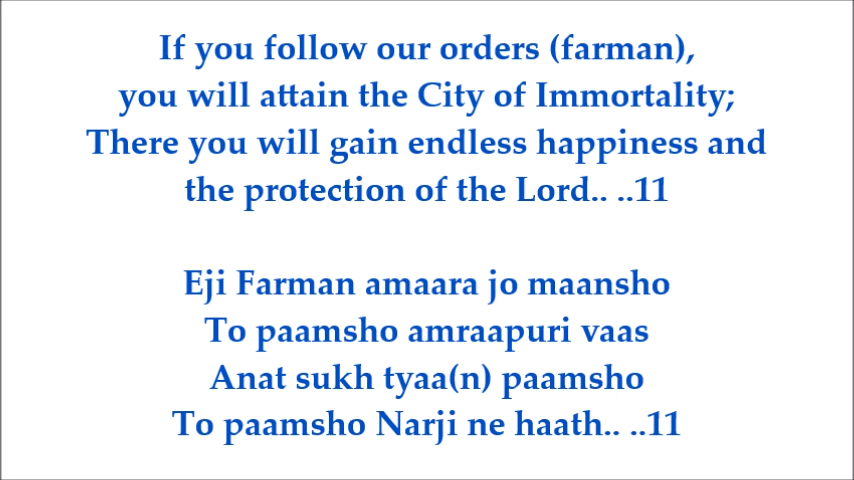 If you follow our orders (farman),
you will attain the City of Immortality;
There you will gain endless happiness and
the protection of the Lord.. ..11
Eji Farman amaara jo maansho
To paamsho amraapuri vaas
Anat sukh tyaa(n) paamsho
To paamsho Narji ne haath.. ..11